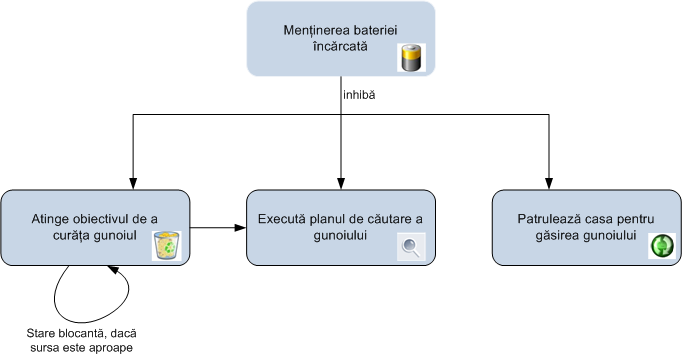 Menținerea bateriei
încărcată
inhibă
Atinge obiectivul de a
curăța gunoiul
Execută planul de căutare a
gunoiului
Patrulează casa pentru
găsirea gunoiului
Stare blocantă, dacă
sursa este aproape